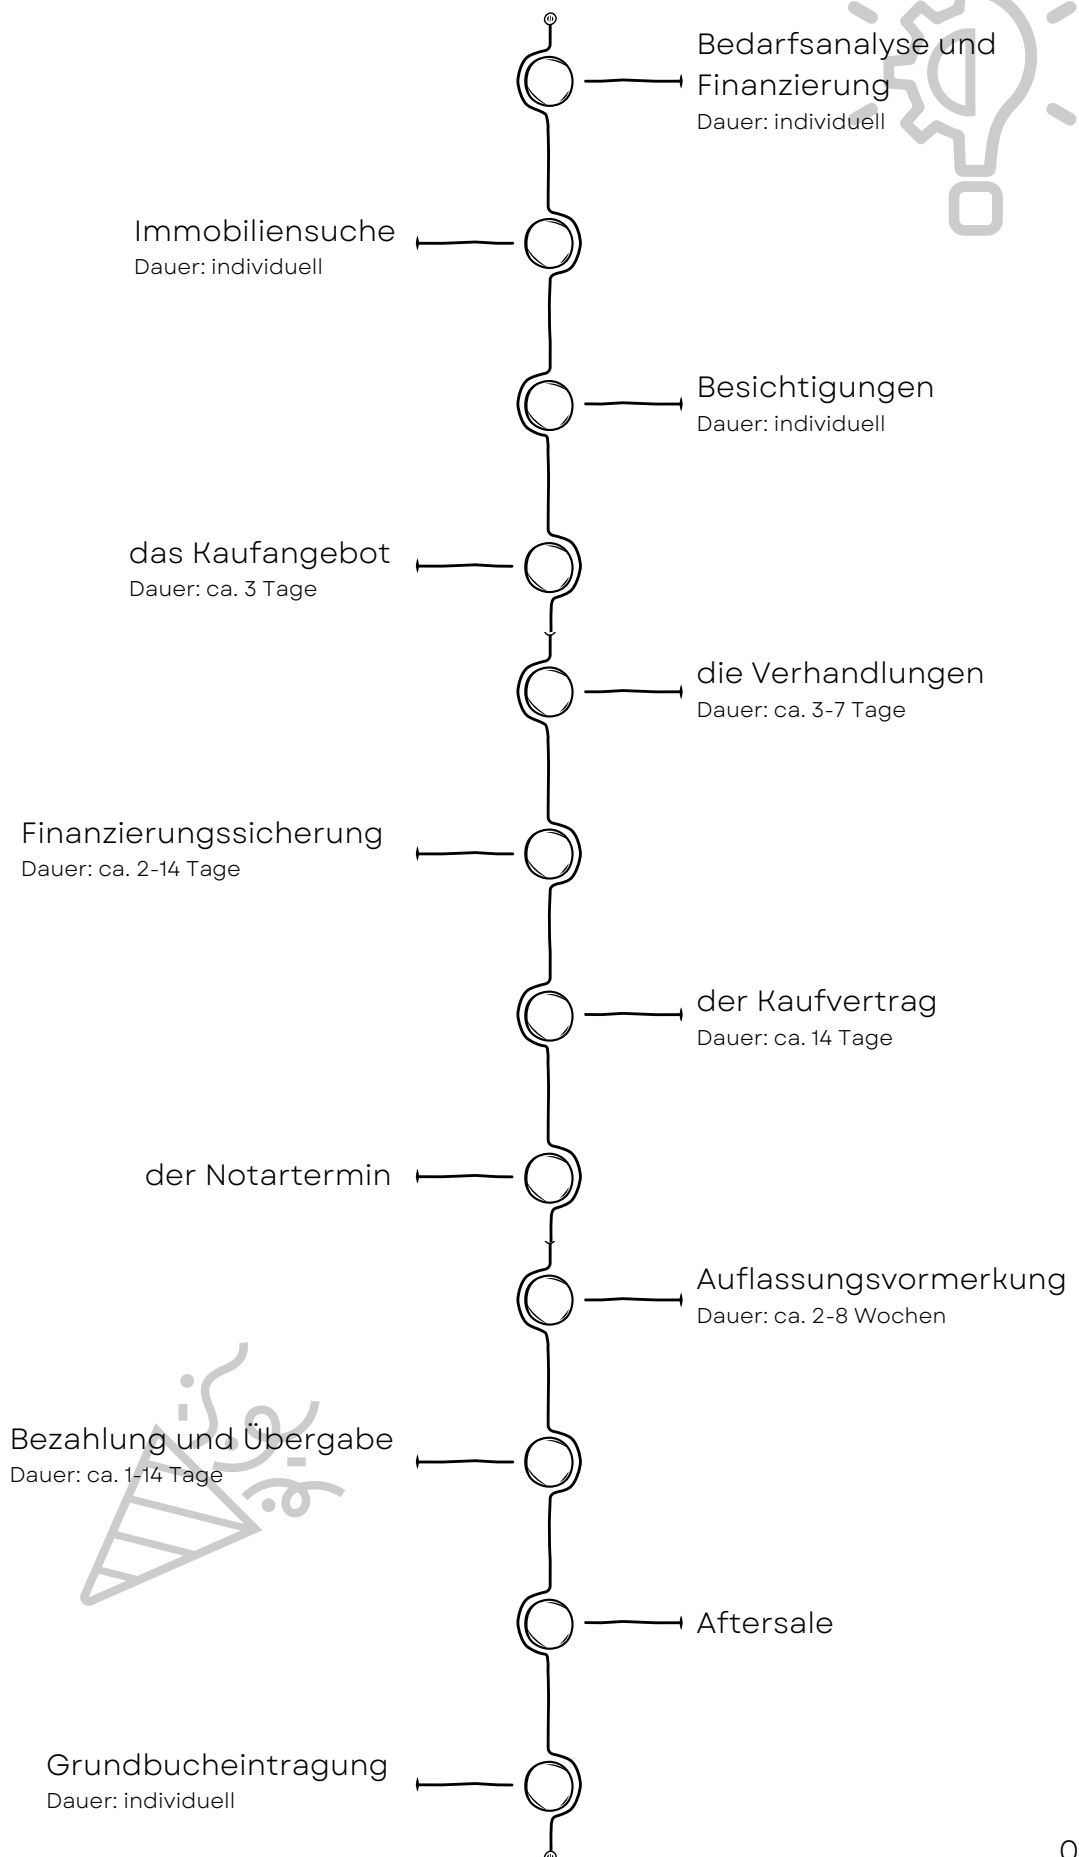 Bedarfsanalyse und
Finanzierung
Dauer: individuell
Immobiliensuche
Dauer: individuell
Besichtigungen
Dauer: individuell
das Kaufangebot
Dauer: ca. 3 Tage
die Verhandlungen
Dauer: ca. 3-7 Tage
Finanzierungssicherung
Dauer: ca. 2-14 Tage
der Kaufvertrag
Dauer: ca. 14 Tage
der Notartermin
Auflassungsvormerkung
Dauer: ca. 2-8 Wochen
Bezahlung und Übergabe
Dauer: ca. 1-14 Tage
Aftersale
Grundbucheintragung
Dauer: individuell